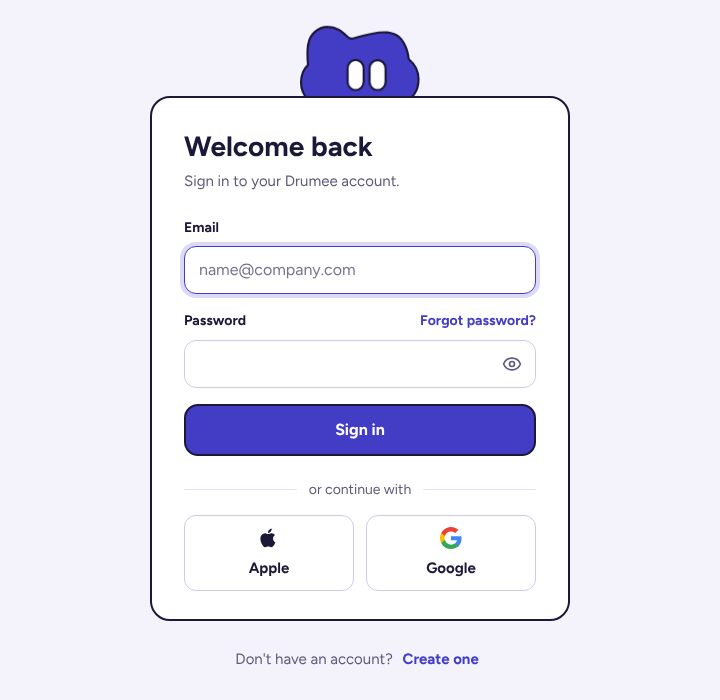 Welcome back
Sign in to your Drumee account.
Email
name@company.com
Password Forgot password?
Sign in
or continue with
Apple Google
Don't have an account? Create one